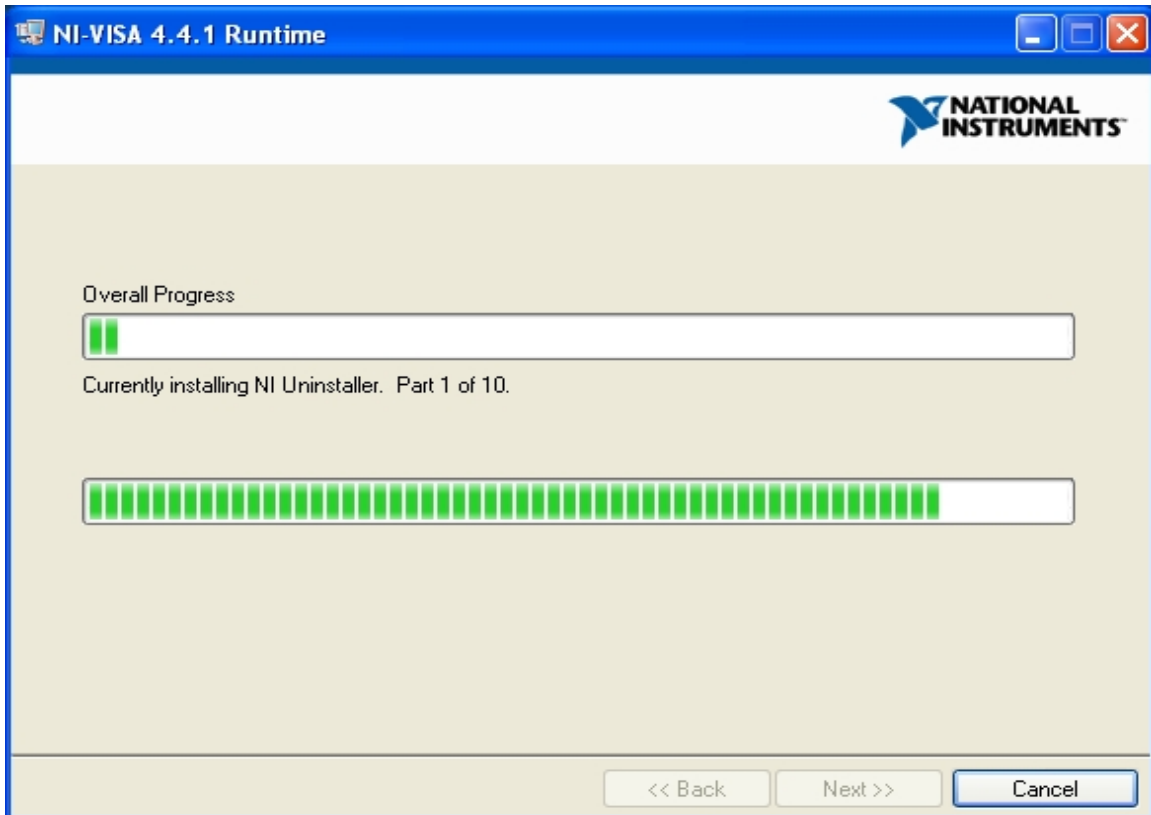 NI-VISA 4.4.1 Runtime
NATIONAL
INSTRUMENTS™
Overall Progress
Currently installing NI Uninstaller.  Part 1 of 10.
<< Back
Next >>
Cancel